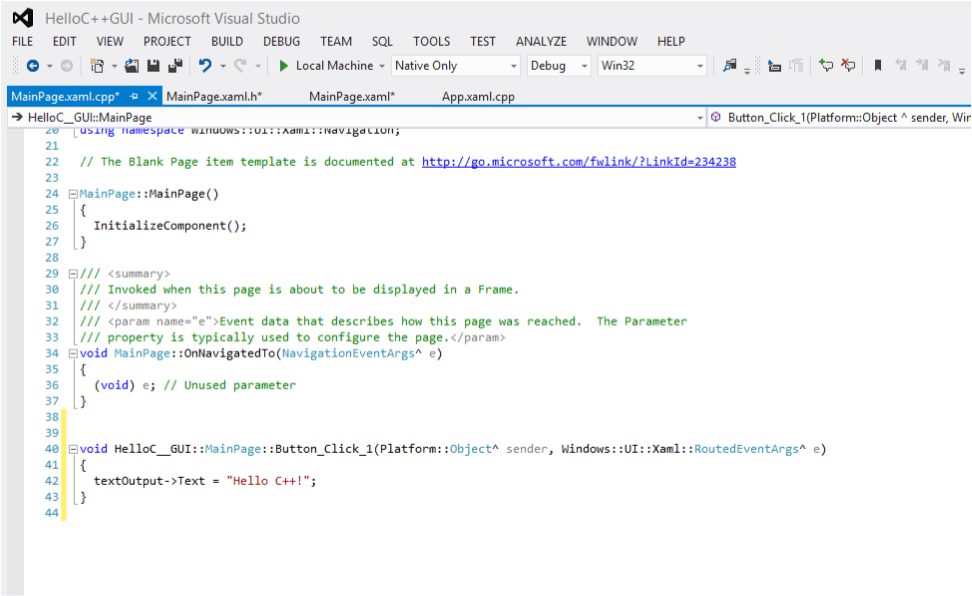 HelloC++GUI - Microsoft Visual Studio
FILE EDIT VIEW PROJECT BUILD DEBUG TEAM SQL TOOLS TEST ANALYZE WINDOW HELP
Local Machine Native Only Debug Win32
MainPage.xaml.cpp* MainPage.xaml.h* MainPage.xaml* App.xaml.cpp
HelloC__GUI::MainPage Button_Click_1(Platform::Object ^ sender, Win
20 using namespace Windows::UI::Xaml::Navigation;
21
22 // The Blank Page item template is documented at http://go.microsoft.com/fwlink/?LinkId=234238
23
24 MainPage::MainPage()
25 {
26 InitializeComponent();
27 }
28
29 /// <summary>
30 /// Invoked when this page is about to be displayed in a Frame.
31 /// </summary>
32 /// <param name="e">Event data that describes how this page was reached.  The Parameter
33 /// property is typically used to configure the page.</param>
34 void MainPage::OnNavigatedTo(NavigationEventArgs^ e)
35 {
36 (void) e; // Unused parameter
37 }
38
39
40 void HelloC__GUI::MainPage::Button_Click_1(Platform::Object^ sender, Windows::UI::Xaml::RoutedEventArgs^ e)
41 {
42 textOutput->Text = "Hello C++!";
43 }
44